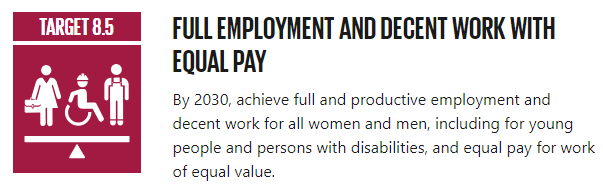 TARGET 8.5
FULL EMPLOYMENT AND DECENT WORK WITH
EQUAL PAY
By 2030, achieve full and productive employment and
decent work for all women and men, including for young
people and persons with disabilities, and equal pay for work
of equal value.